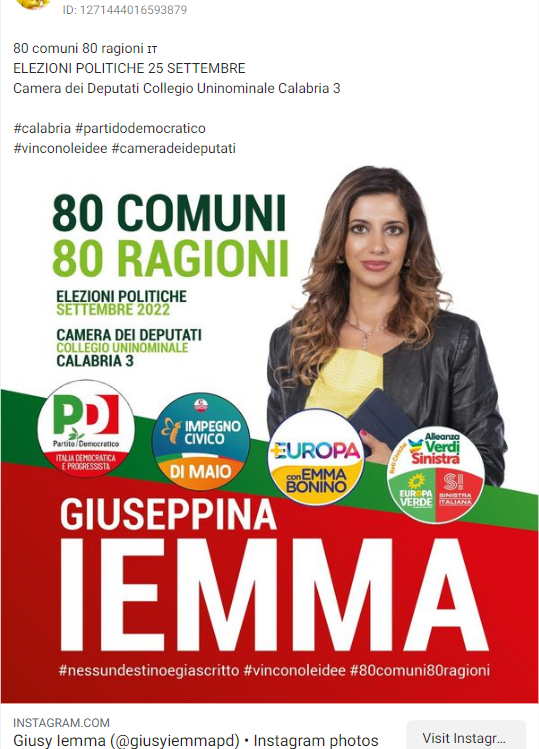 ID: 1271444016593879
80 comuni 80 ragioni IT
ELEZIONI POLITICHE 25 SETTEMBRE
Camera dei Deputati Collegio Uninominale Calabria 3
#calabria #partidodemocratico
#vinconoleidee #cameradeideputati
80 COMUNI
80 RAGIONI
ELEZIONI POLITICHE
SETTEMBRE 2022
CAMERA DEI DEPUTATI
COLLEGIO UNINOMINALE
CALABRIA 3
PD
Partito Democratico
ITALIA DEMOCRATICA
E PROGRESSISTA
IMPEGNO
CIVICO
DI MAIO
+EUROPA
con EMMA
BONINO
Reti Civiche
Alleanza
Verdi
Sinistra
EUROPA
VERDE
S!
SINISTRA
ITALIANA
GIUSEPPINA
IEMMA
#nessundestinoegiascritto #vinconoleidee #80comuni80ragioni
INSTAGRAM.COM
Giusy Iemma (@giusyiemmapd) • Instagram photos
Visit Instagr...